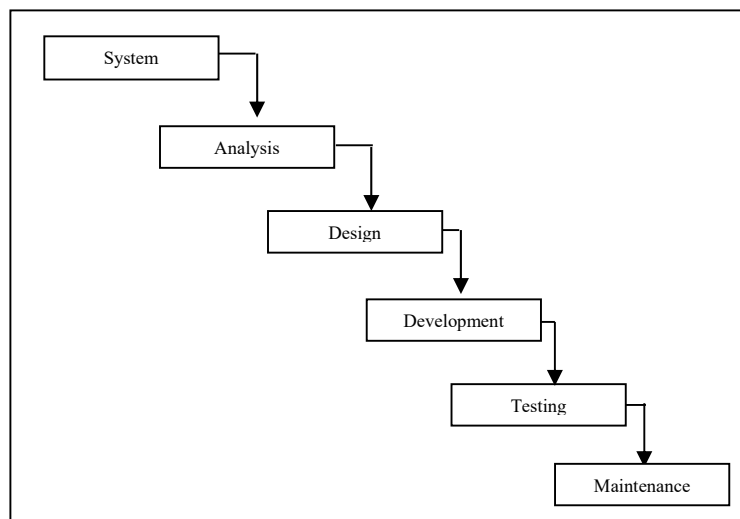 System
Analysis
Design
Development
Testing
Maintenance